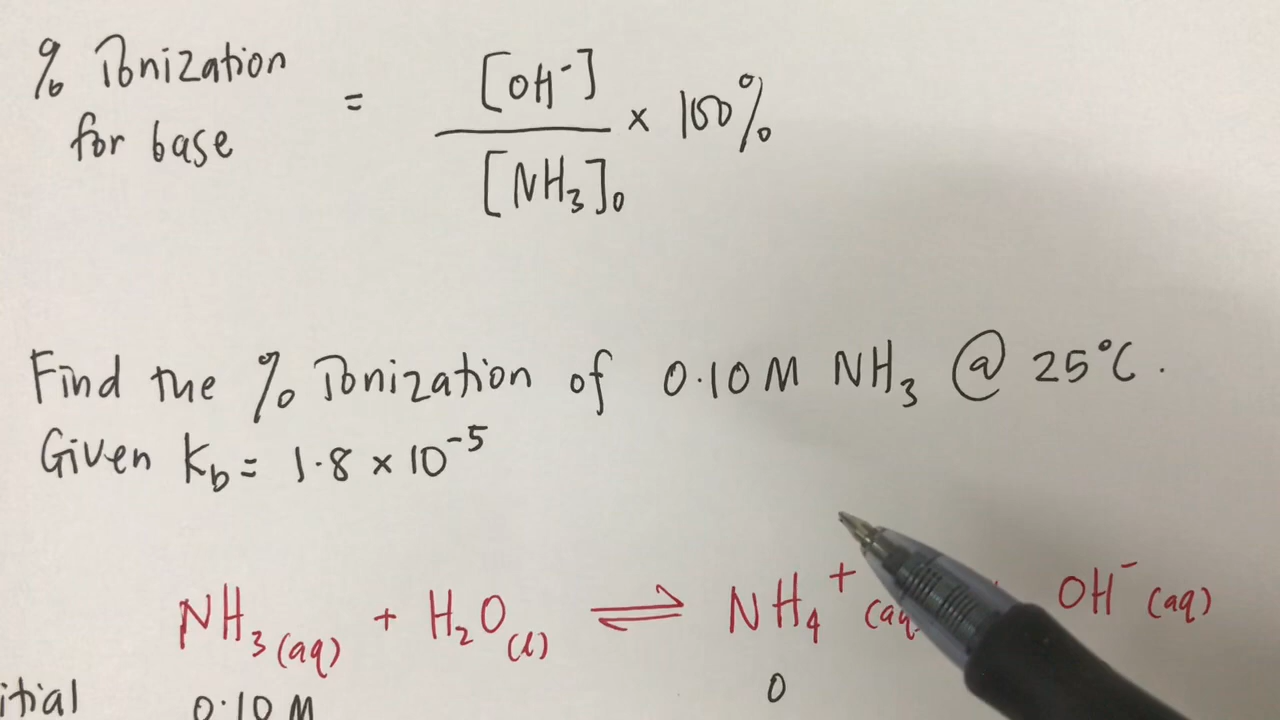 % Ionization
for base
= [OH⁻] / [NH₃]₀ × 100%
Find the % Ionization of 0.10 M NH₃ @ 25°C.
Given Kb = 1.8 × 10⁻⁵
NH₃(aq) + H₂O(l) ⇌ NH₄⁺ (aq OH⁻ (aq)
itial 0.10 M 0